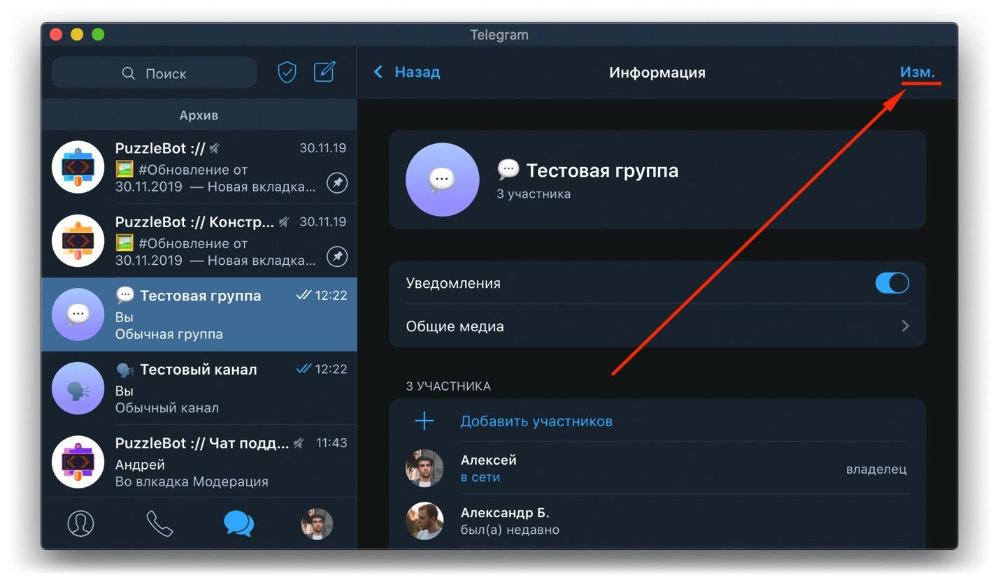 Telegram
Поиск
Архив
PuzzleBot ://
30.11.19
#Обновление от
30.11.2019 — Новая вкладка...
PuzzleBot :// Констр...
30.11.19
#Обновление от
30.11.2019 — Новая вкладка...
Тестовая группа
12:22
Вы
Обычная группа
Тестовый канал
12:22
Вы
Обычный канал
PuzzleBot :// Чат подд...
11:43
Андрей
Во влкадка Модерация
Назад
Информация
Изм.
Тестовая группа
3 участника
Уведомления
Общие медиа
3 УЧАСТНИКА
Добавить участников
Алексей
в сети
владелец
Александр Б.
был(а) недавно